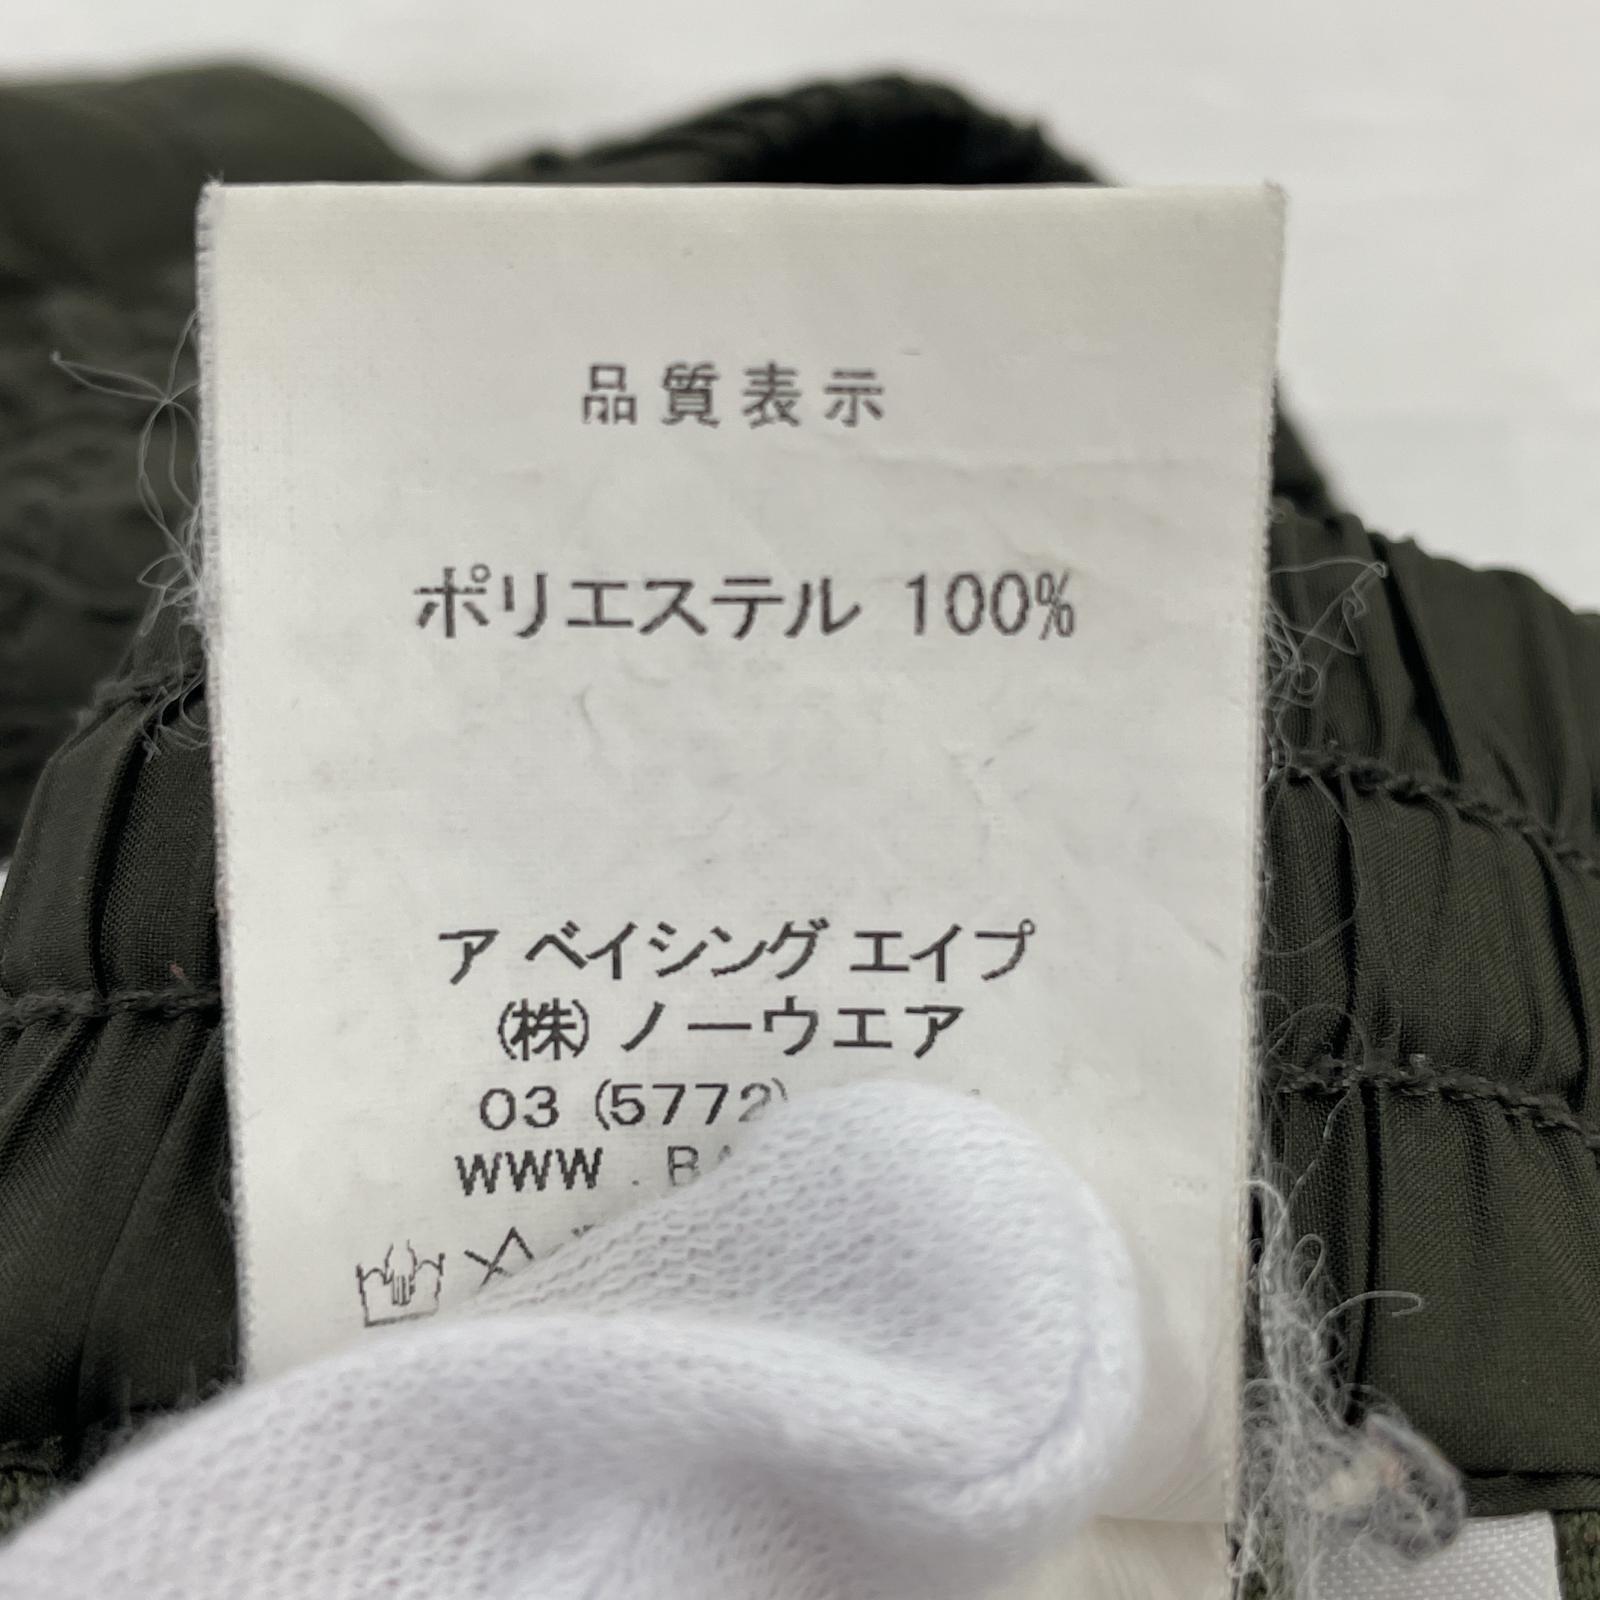 品質表示
ポリエステル 100%
ア ベイシング エイプ
(株) ノーウエア
03 (5772)
WWW .